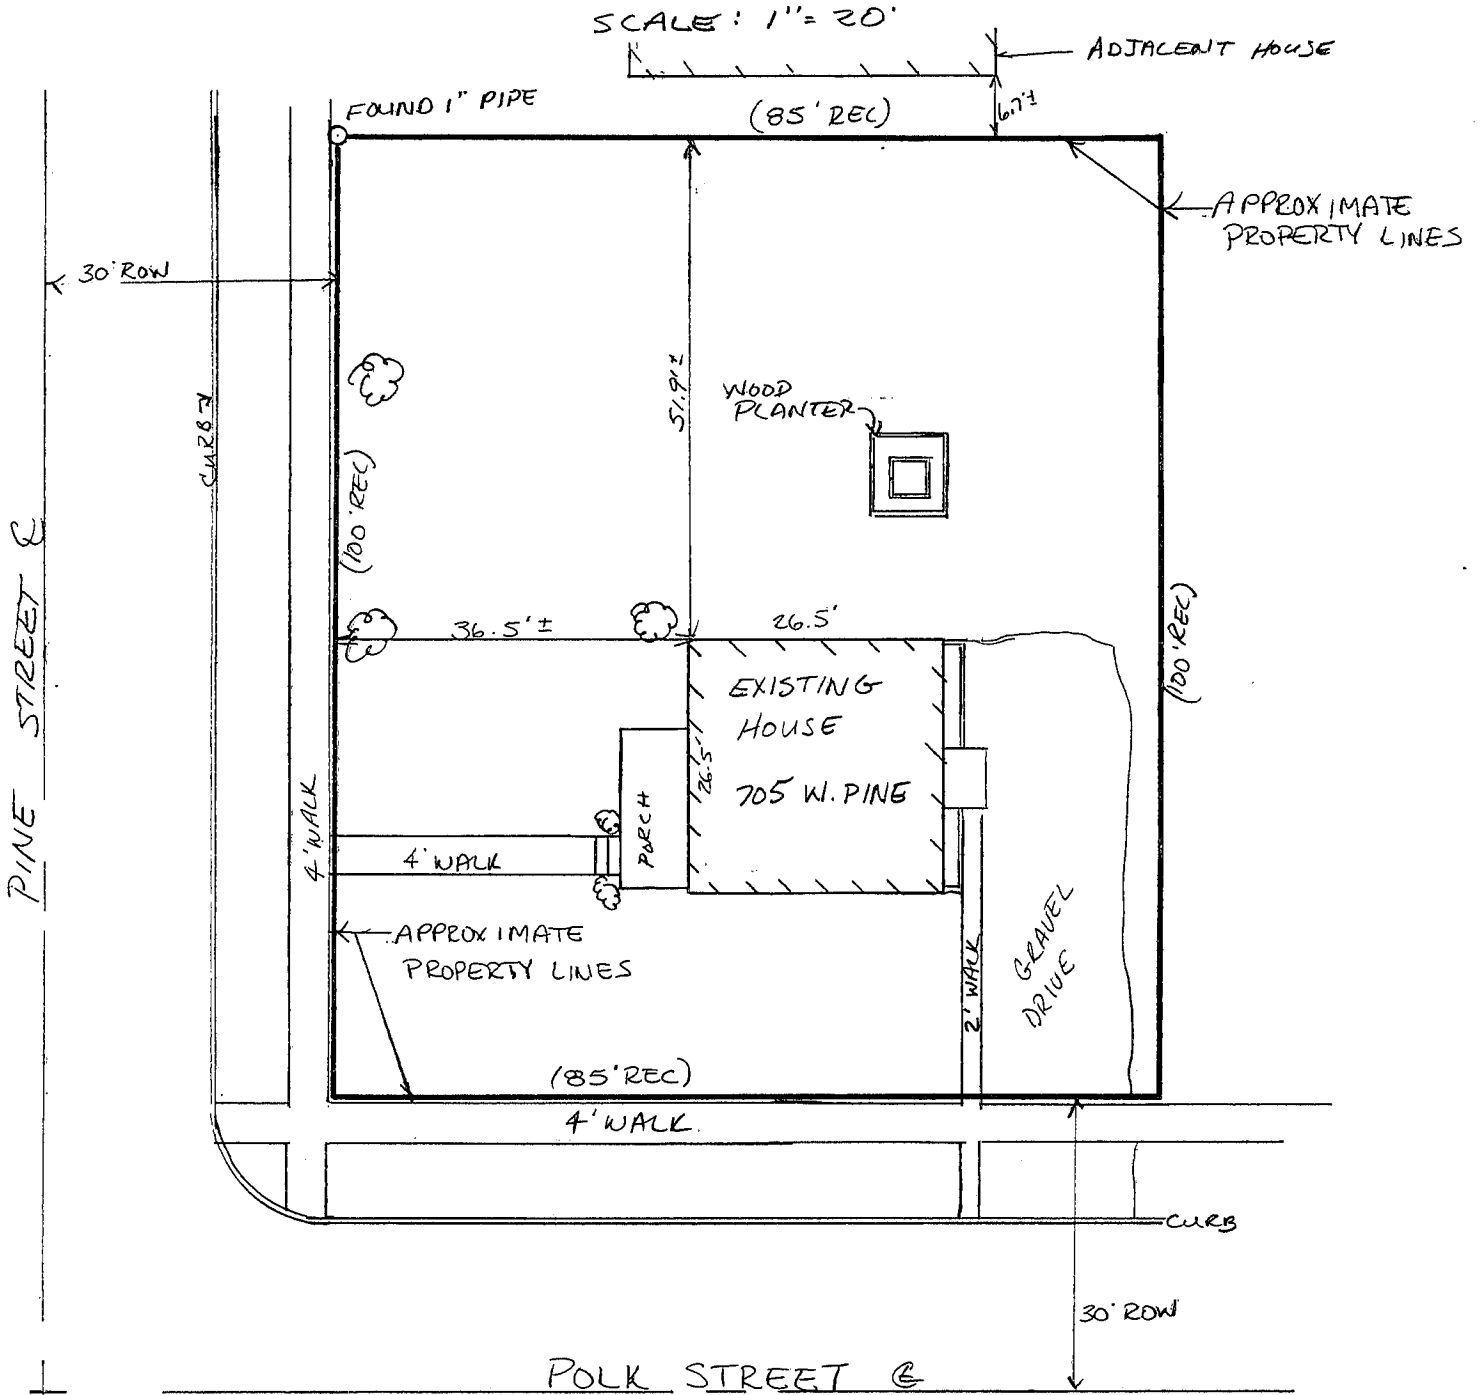 SCALE: 1"= 20'
ADJACENT HOUSE
FOUND 1" PIPE
(85' REC)
6.7'±
APPROXIMATE
PROPERTY LINES
30' ROW
CURB
51.9'±
WOOD
PLANTER
(100' REC)
PINE STREET ℄
36.5'±
26.5'
(100' REC)
EXISTING
HOUSE
26.5'
705 W. PINE
PORCH
4' WALK
4' WALK
APPROXIMATE
PROPERTY LINES
GRAVEL
DRIVE
2' WALK
(85' REC)
4' WALK.
CURB
30' ROW
POLK STREET ℄